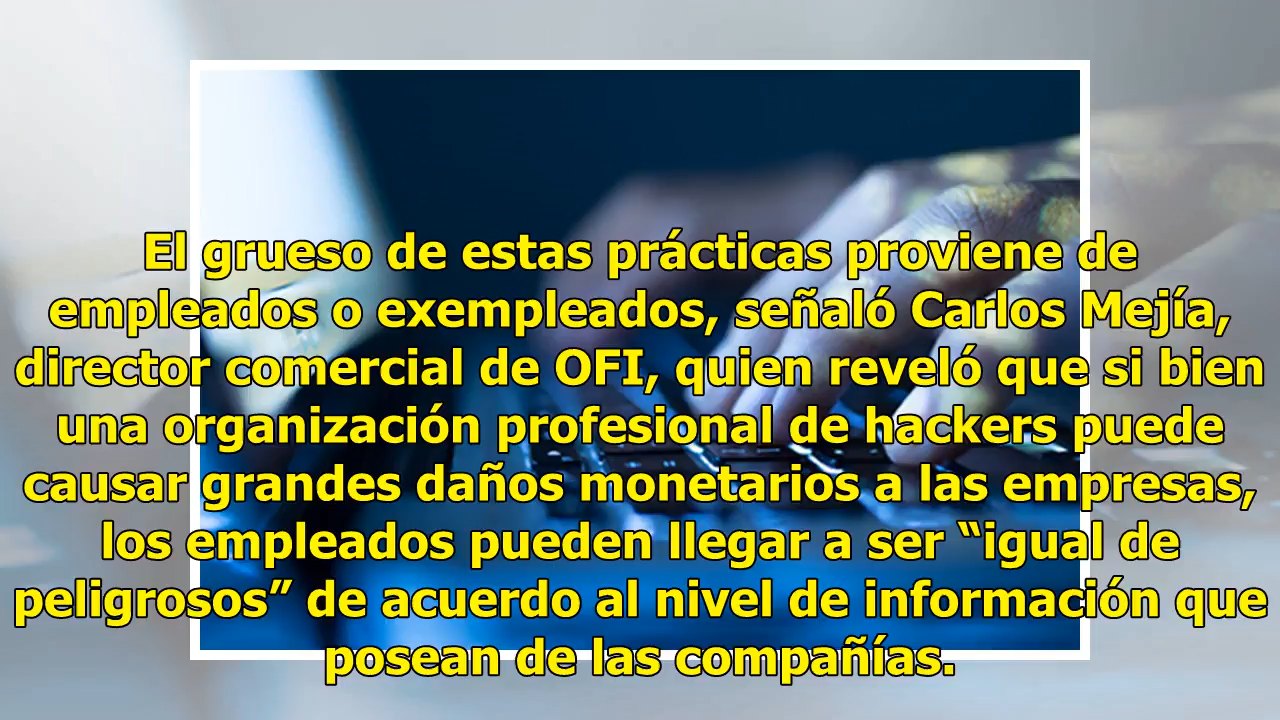 El grueso de estas prácticas proviene de
empleados o exempleados, señaló Carlos Mejía,
director comercial de OFI, quien reveló que si bien
una organización profesional de hackers puede
causar grandes daños monetarios a las empresas,
los empleados pueden llegar a ser “igual de
peligrosos” de acuerdo al nivel de información que
posean de las compañías.